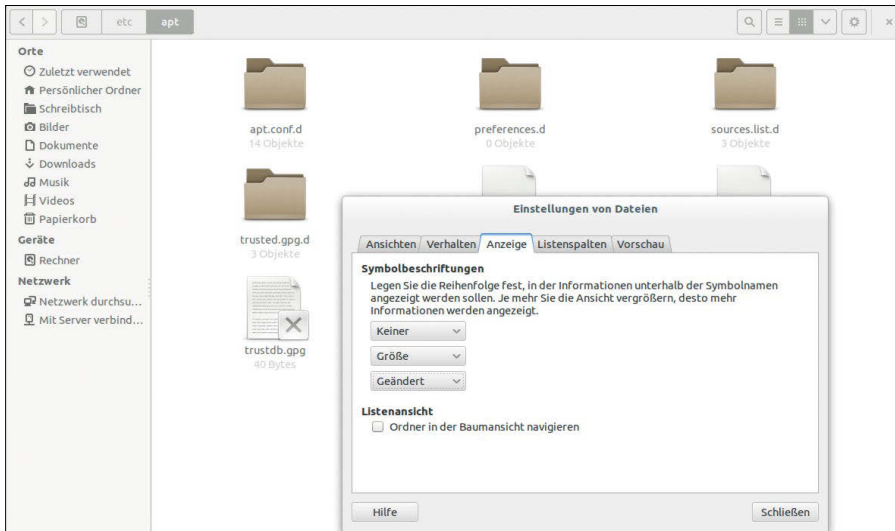 etc
apt
Orte
Zuletzt verwendet
Persönlicher Ordner
Schreibtisch
Bilder
Dokumente
Downloads
Musik
Videos
Papierkorb
Geräte
Rechner
Netzwerk
Netzwerk durchsu...
Mit Server verbind...
apt.conf.d
14 Objekte
preferences.d
0 Objekte
sources.list.d
3 Objekte
trusted.gpg.d
3 Objekte
trustdb.gpg
40 Bytes
Einstellungen von Dateien
Ansichten Verhalten Anzeige Listenspalten Vorschau
Symbolbeschriftungen
Legen Sie die Reihenfolge fest, in der Informationen unterhalb der Symbolnamen
angezeigt werden sollen. Je mehr Sie die Ansicht vergrößern, desto mehr
Informationen werden angezeigt.
Keiner
Größe
Geändert
Listenansicht
Ordner in der Baumansicht navigieren
Hilfe
Schließen